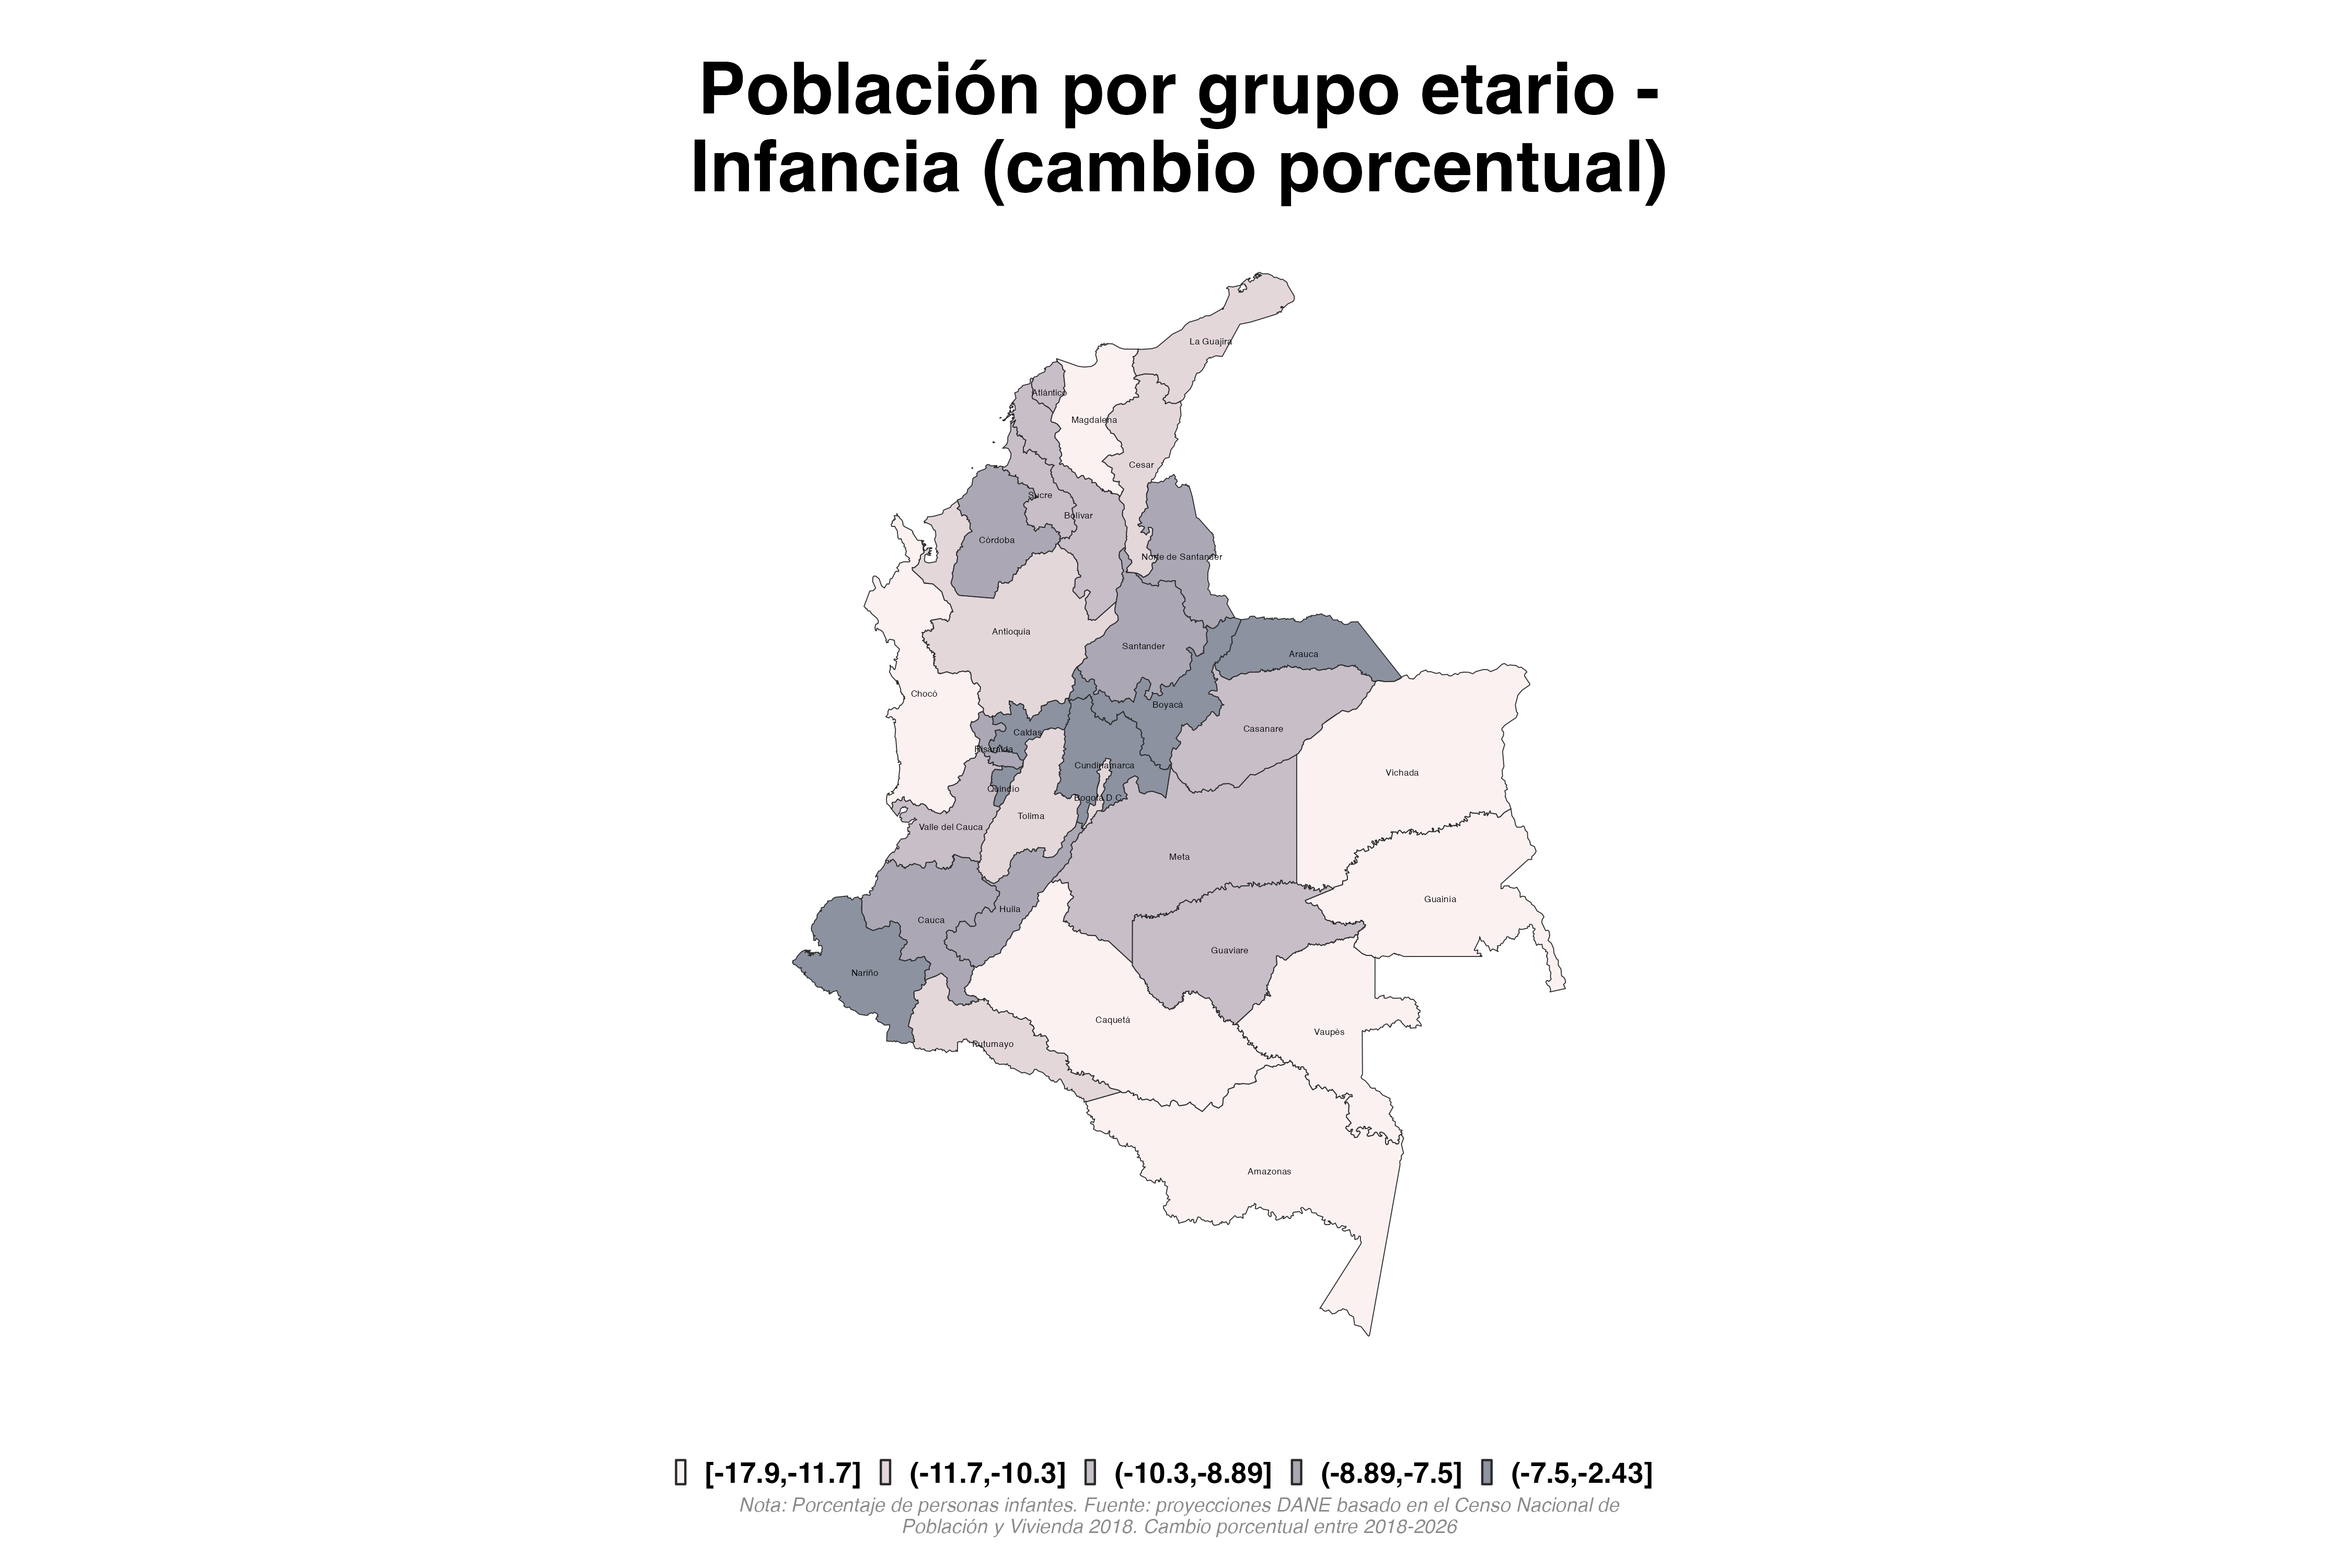 Población por grupo etario -
Infancia (cambio porcentual)
La Guajira
Atlántico
Magdalena
Cesar
Sucre
Bolívar
Córdoba
Norte de Santander
Antioquia
Santander
Arauca
Chocó
Boyacá
Casanare
Caldas
Risaralda
Cundinamarca
Vichada
Quindío
Bogotá D.C.
Tolima
Valle del Cauca
Meta
Guainía
Huila
Cauca
Guaviare
Nariño
Caquetá
Vaupés
Putumayo
Amazonas
[-17.9,-11.7] (-11.7,-10.3] (-10.3,-8.89] (-8.89,-7.5] (-7.5,-2.43]
Nota: Porcentaje de personas infantes. Fuente: proyecciones DANE basado en el Censo Nacional de
Población y Vivienda 2018. Cambio porcentual entre 2018-2026